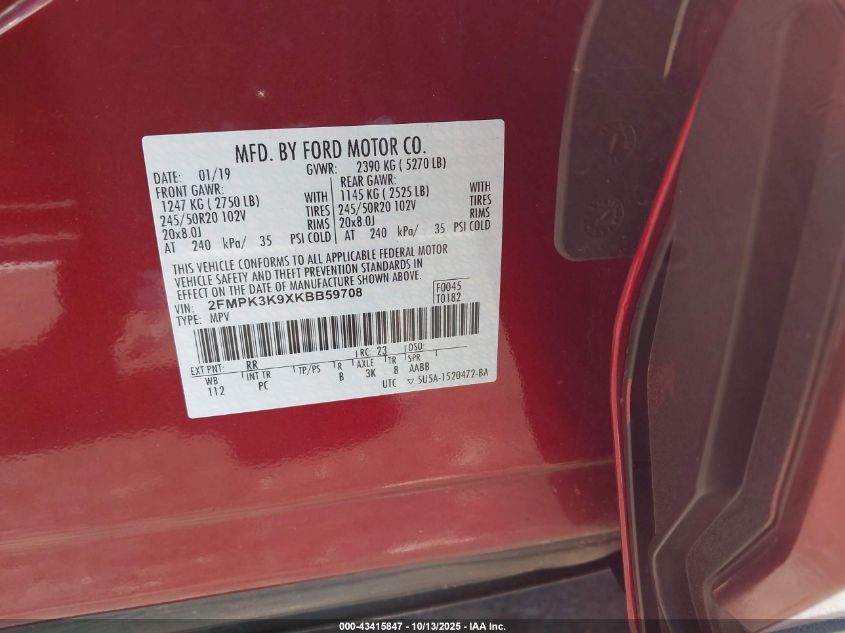 MFD. BY FORD MOTOR CO.
DATE: 01/19 GVWR: 2390 KG ( 5270 LB)
FRONT GAWR: REAR GAWR:
1247 KG ( 2750 LB) WITH 1145 KG ( 2525 LB) WITH
245/50R20 102V TIRES 245/50R20 102V TIRES
20x8.0J RIMS 20x8.0J RIMS
AT 240 kPa/ 35 PSI COLD AT 240 kPa/ 35 PSI COLD
THIS VEHICLE CONFORMS TO ALL APPLICABLE FEDERAL MOTOR
VEHICLE SAFETY AND THEFT PREVENTION STANDARDS IN
EFFECT ON THE DATE OF MANUFACTURE SHOWN ABOVE.
VIN: 2FMPK3K9XKBB59708 F0045
TYPE: MPV T0182
EXT PNT: RR RC: 23 DSO:
WB INT TR TP/PS R AXLE TR SPR
112 PC B 3K 8 AABB
UTC ▽ SU5A-1520472-BA
000-43415847 - 10/13/2025 - IAA Inc.